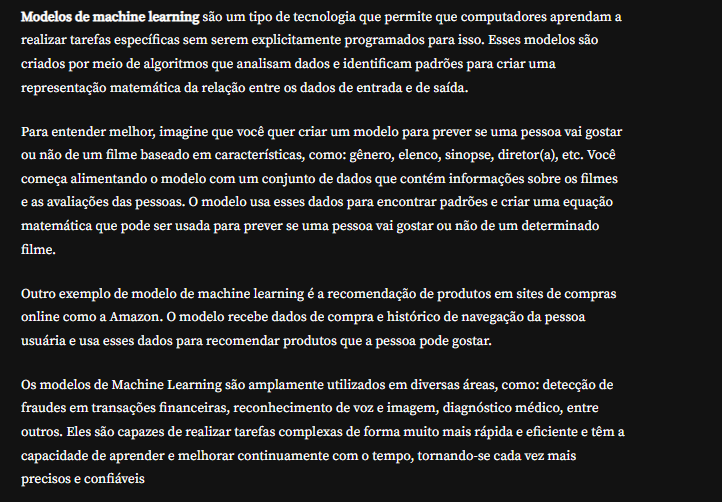 Modelos de machine learning são um tipo de tecnologia que permite que computadores aprendam a
realizar tarefas específicas sem serem explicitamente programados para isso. Esses modelos são
criados por meio de algoritmos que analisam dados e identificam padrões para criar uma
representação matemática da relação entre os dados de entrada e de saída.
Para entender melhor, imagine que você quer criar um modelo para prever se uma pessoa vai gostar
ou não de um filme baseado em características, como: gênero, elenco, sinopse, diretor(a), etc. Você
começa alimentando o modelo com um conjunto de dados que contém informações sobre os filmes
e as avaliações das pessoas. O modelo usa esses dados para encontrar padrões e criar uma equação
matemática que pode ser usada para prever se uma pessoa vai gostar ou não de um determinado
filme.
Outro exemplo de modelo de machine learning é a recomendação de produtos em sites de compras
online como a Amazon. O modelo recebe dados de compra e histórico de navegação da pessoa
usuária e usa esses dados para recomendar produtos que a pessoa pode gostar.
Os modelos de Machine Learning são amplamente utilizados em diversas áreas, como: detecção de
fraudes em transações financeiras, reconhecimento de voz e imagem, diagnóstico médico, entre
outros. Eles são capazes de realizar tarefas complexas de forma muito mais rápida e eficiente e têm a
capacidade de aprender e melhorar continuamente com o tempo, tornando-se cada vez mais
precisos e confiáveis